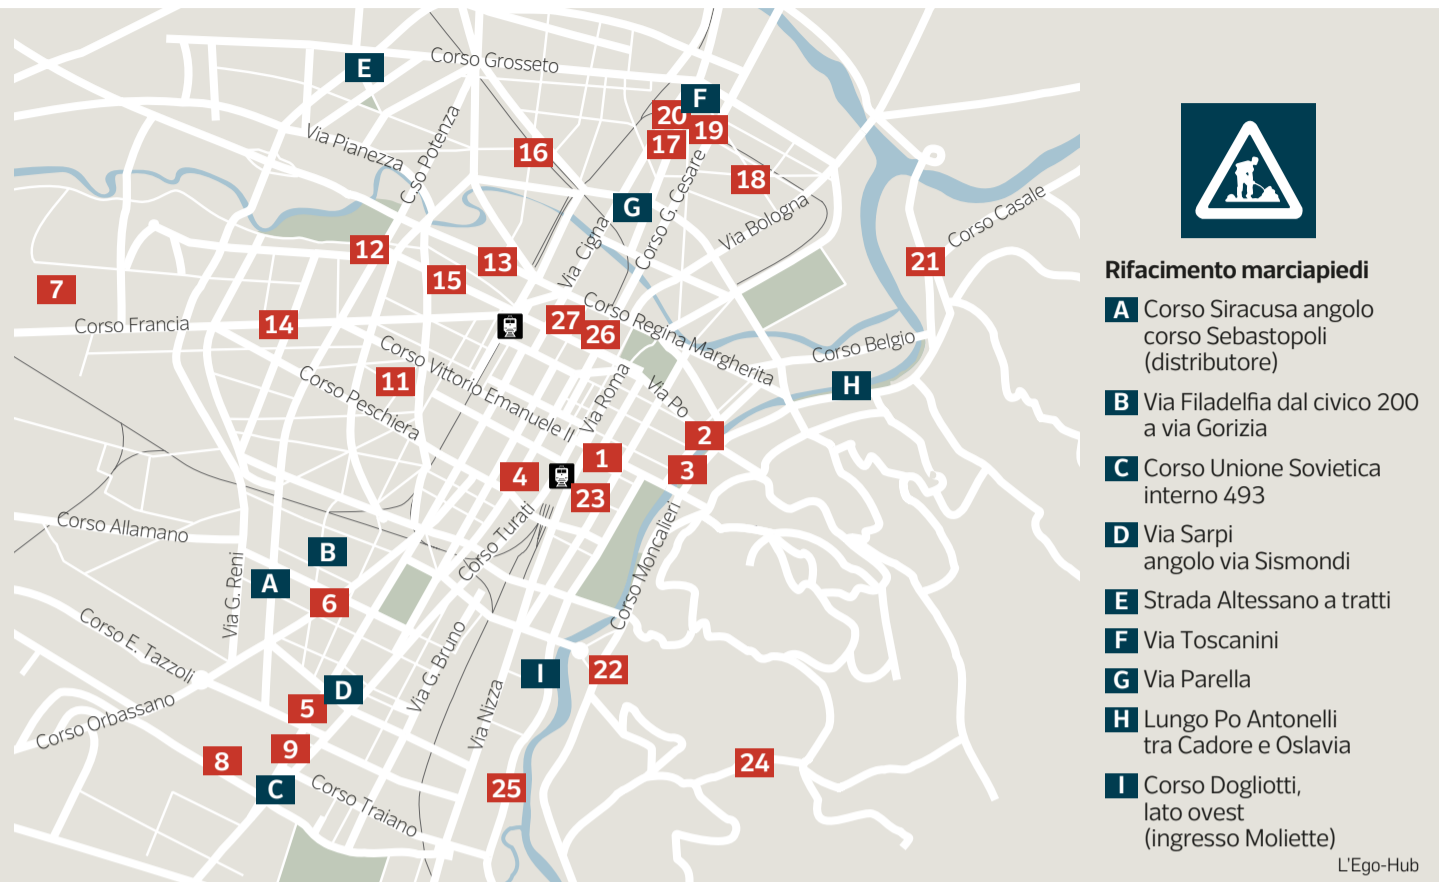 E
Corso Grosseto
F
20
19
17
Via Pianezza
C.so Potenza
16
18
G
Corso G. Cesare
Via Bologna
Corso Casale
12
13
Via Cigna
21
7
15
Corso Francia
14
27
26
Corso Regina Margherita
Corso Belgio
Corso Vittorio Emanuele II
Corso Peschiera
11
Via Roma
Via Po
H
2
1
3
4
23
Corso Allamano
Corso Turati
Corso Moncalieri
B
A
Via G. Reni
6
Corso E. Tazzoli
Via G. Bruno
I
22
D
5
Via Nizza
Corso Orbassano
9
8
24
C
25
Corso Traiano
Rifacimento marciapiedi
A Corso Siracusa angolo
corso Sebastopoli
(distributore)
B Via Filadelfia dal civico 200
a via Gorizia
C Corso Unione Sovietica
interno 493
D Via Sarpi
angolo via Sismondi
E Strada Altessano a tratti
F Via Toscanini
G Via Parella
H Lungo Po Antonelli
tra Cadore e Oslavia
I Corso Dogliotti,
lato ovest
(ingresso Moliette)
L'Ego-Hub